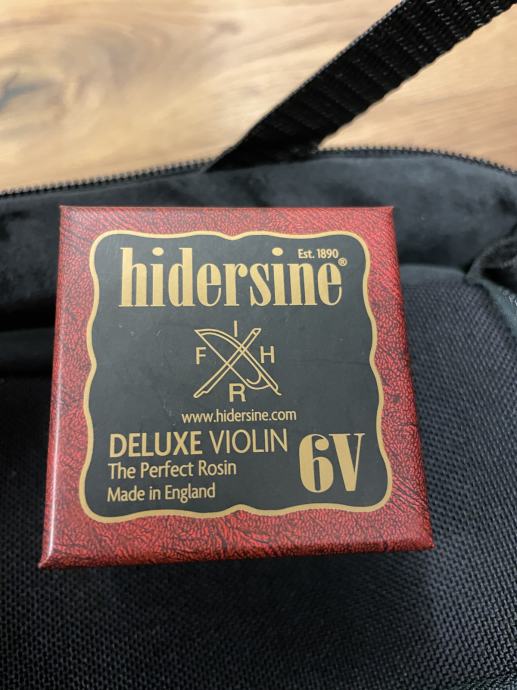 Est. 1890
hidersine®
I
F H
R
www.hidersine.com
DELUXE VIOLIN 6V
The Perfect Rosin
Made in England